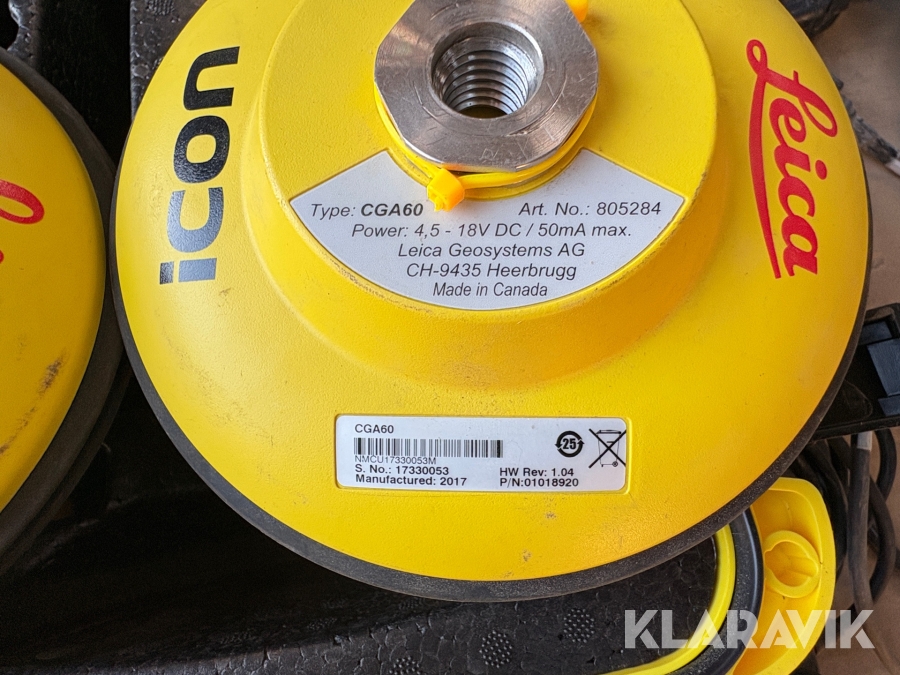 icon
Leica
Type: CGA60 Art. No.: 805284
Power: 4,5 - 18V DC / 50mA max.
Leica Geosystems AG
CH-9435 Heerbrugg
Made in Canada
CGA60
25
NMCU17330053M
S. No.: 17330053 HW Rev: 1.04
Manufactured: 2017 P/N:01018920
KLARAVIK